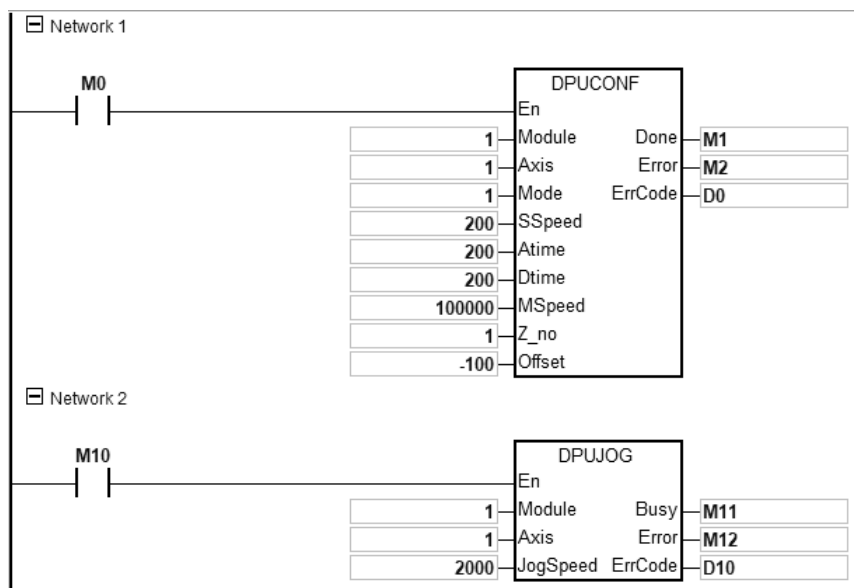 Network 1
M0
DPUCONF
En
1 Module Done M1
1 Axis Error M2
1 Mode ErrCode D0
200 SSpeed
200 Atime
200 Dtime
100000 MSpeed
1 Z_no
-100 Offset
Network 2
M10
DPUJOG
En
1 Module Busy M11
1 Axis Error M12
2000 JogSpeed ErrCode D10